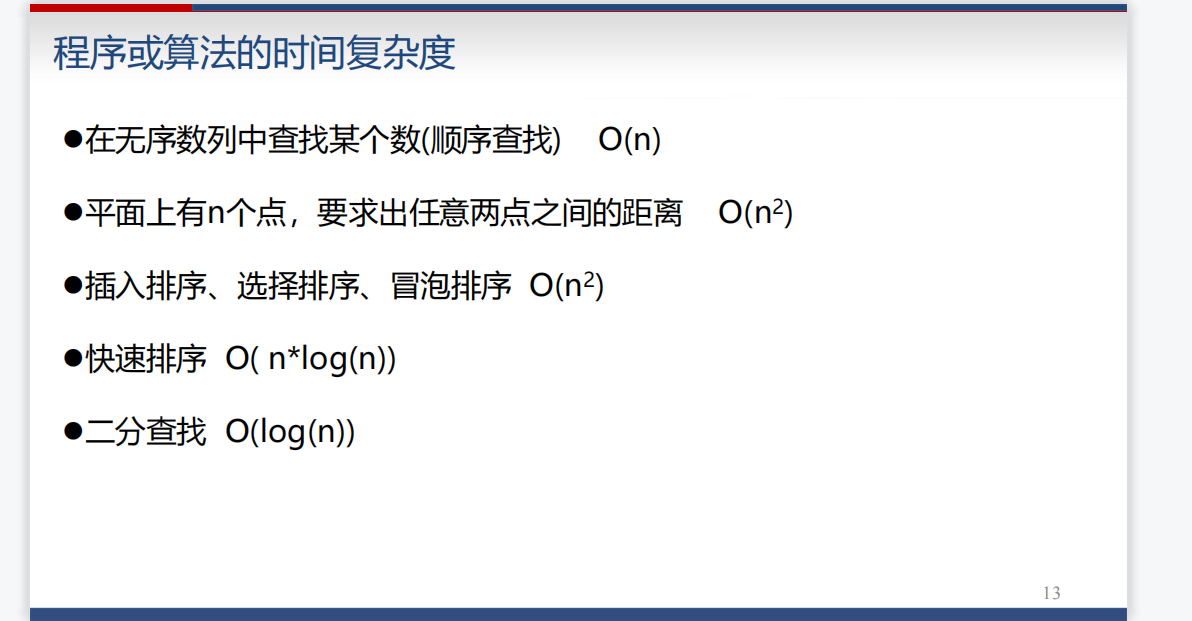 程序或算法的时间复杂度
●在无序数列中查找某个数(顺序查找) O(n)
●平面上有n个点，要求出任意两点之间的距离 O(n²)
●插入排序、选择排序、冒泡排序 O(n²)
●快速排序 O( n*log(n))
●二分查找 O(log(n))
13